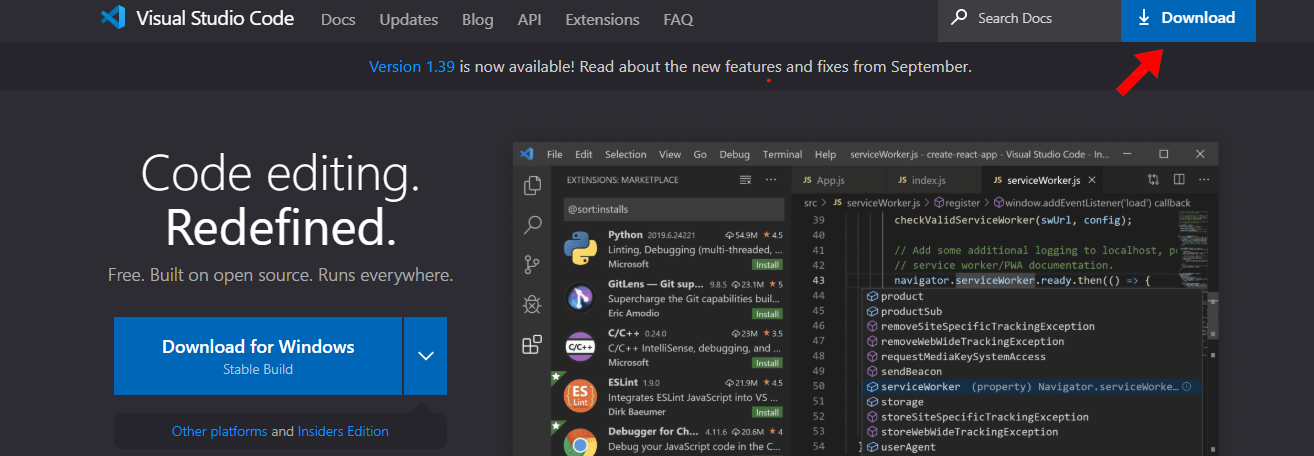 Visual Studio Code Docs Updates Blog API Extensions FAQ Search Docs Download
Version 1.39 is now available! Read about the new features and fixes from September.
Code editing.
Redefined.
Free. Built on open source. Runs everywhere.
Download for Windows
Stable Build
Other platforms and Insiders Edition
File Edit Selection View Go Debug Terminal Help serviceWorker.js - create-react-app - Visual Studio Code - In...
EXTENSIONS: MARKETPLACE
@sort:installs
Python 2019.6.24221 54.9M 4.5
Linting, Debugging (multi-threaded, ...
Microsoft Install
GitLens — Git sup... 9.8.5 23.1M 5
Supercharge the Git capabilities buil...
Eric Amodio Install
C/C++ 0.24.0 23M 3.5
C/C++ IntelliSense, debugging, and ...
Microsoft Install
ES
Lint
ESLint 1.9.0 21.9M 4.5
Integrates ESLint JavaScript into VS ...
Dirk Baeumer Install
Debugger for Ch... 4.11.6 20.6M 4
Debug your JavaScript code in the C...
JS App.js JS index.js JS serviceWorker.js
src > JS serviceWorker.js > register > window.addEventListener('load') callback
39 checkValidServiceWorker(swUrl, config);
40
41 // Add some additional logging to localhost, p
42 // service worker/PWA documentation.
43 navigator.serviceWorker.ready.then(() => {
44 product
45 productSub
46 removeSiteSpecificTrackingException
47 removeWebWideTrackingException
48 requestMediaKeySystemAccess
49 sendBeacon
50 serviceWorker (property) Navigator.serviceWorke...
51 storage
52 storeSiteSpecificTrackingException
53 storeWebWideTrackingException
54 } userAgent